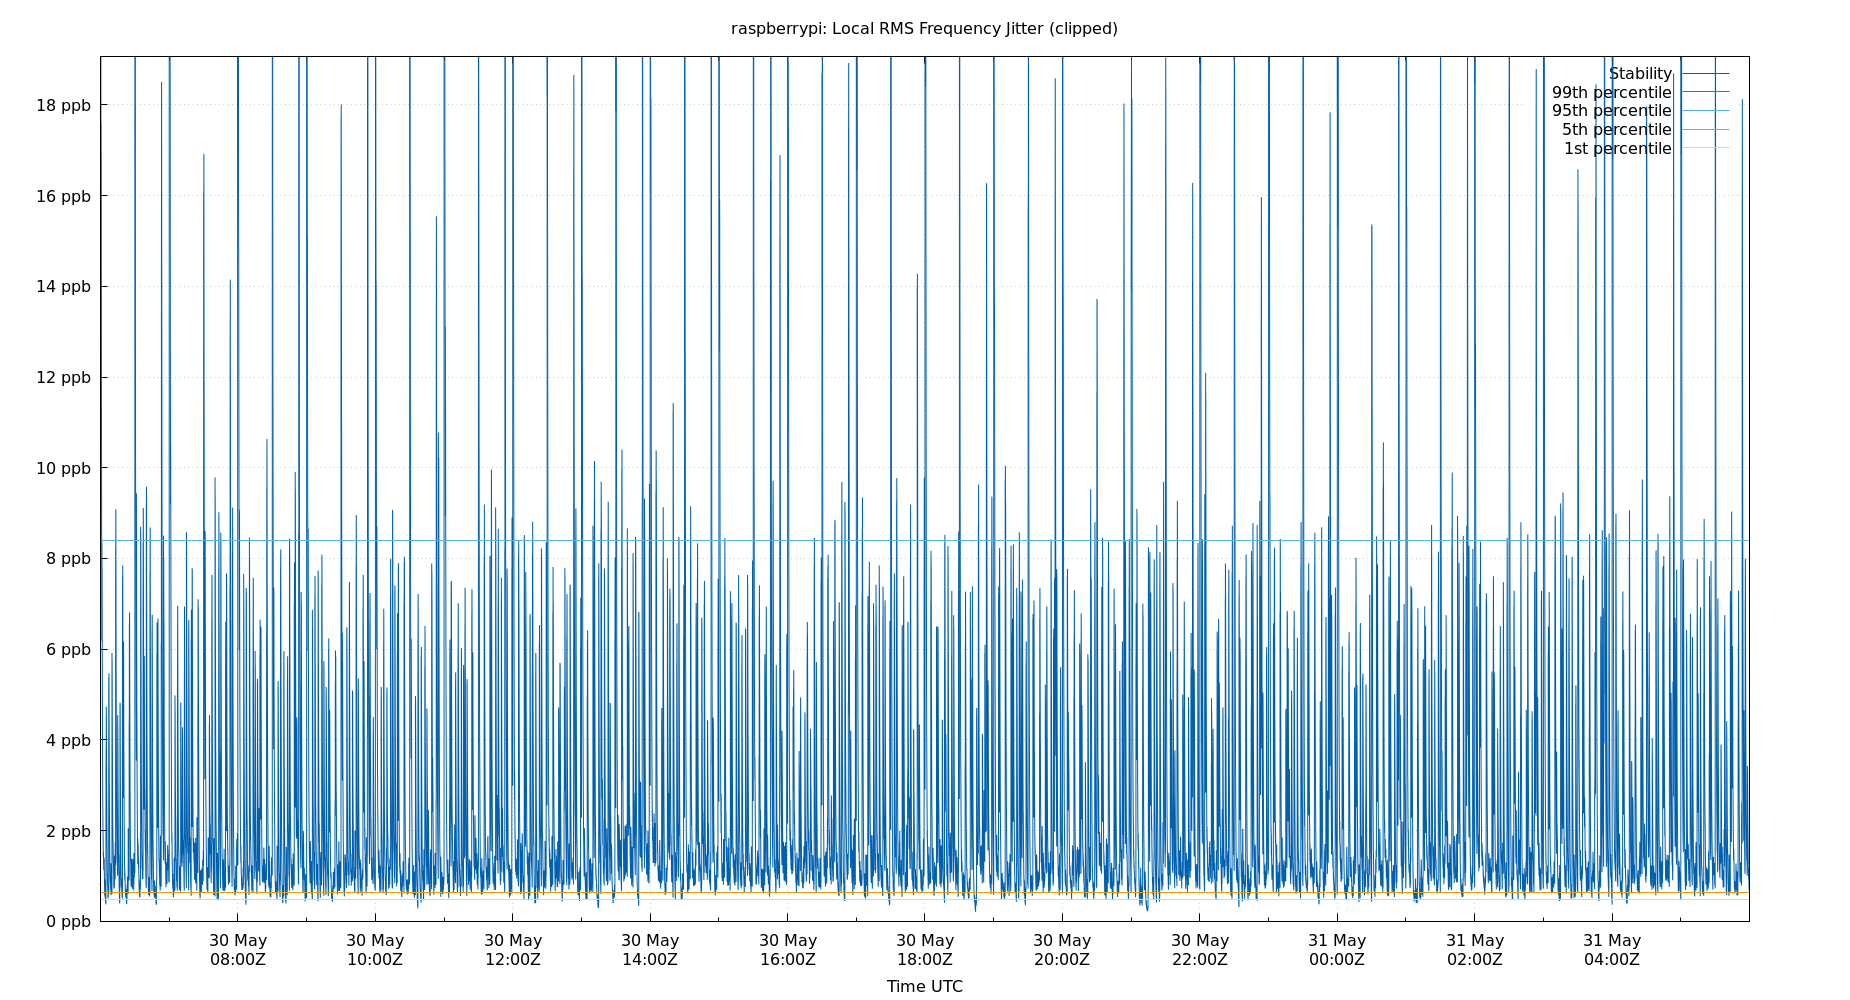 raspberrypi: Local RMS Frequency Jitter (clipped)
Stability
99th percentile
95th percentile
5th percentile
1st percentile
18 ppb
16 ppb
14 ppb
12 ppb
10 ppb
8 ppb
6 ppb
4 ppb
2 ppb
0 ppb
30 May 30 May 30 May 30 May 30 May 30 May 30 May 30 May 31 May 31 May 31 May
08:00Z 10:00Z 12:00Z 14:00Z 16:00Z 18:00Z 20:00Z 22:00Z 00:00Z 02:00Z 04:00Z
Time UTC